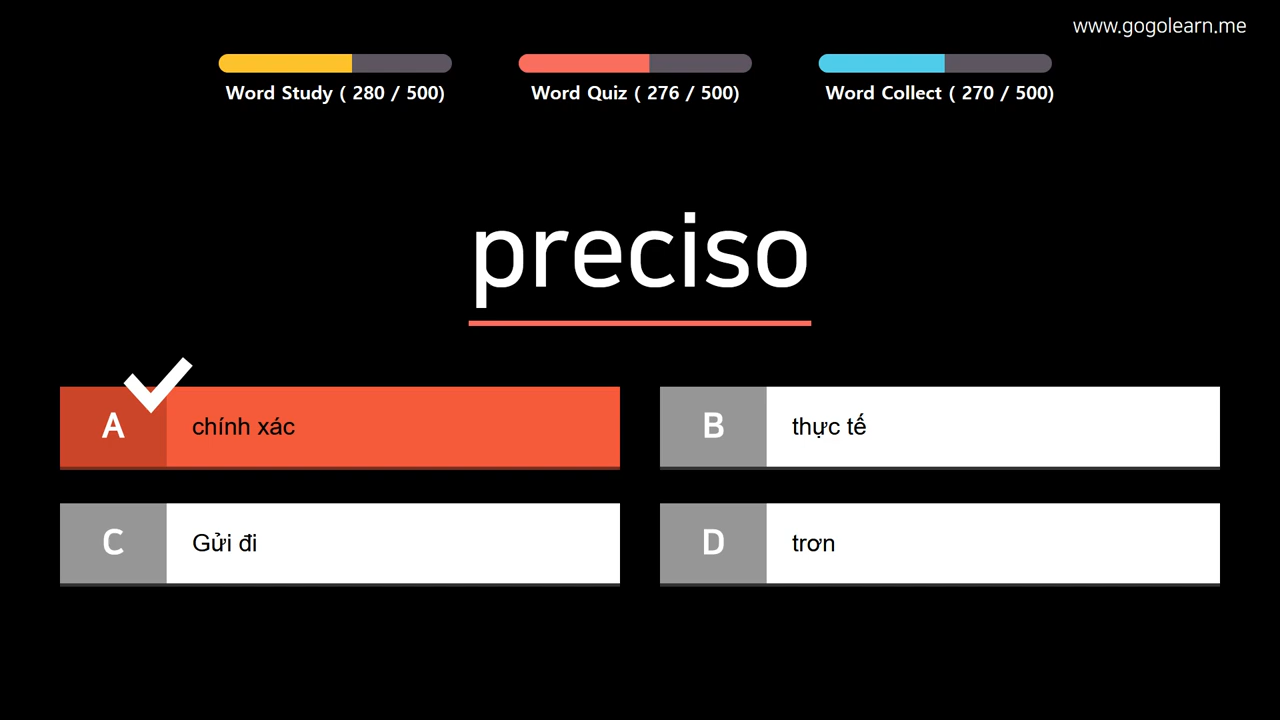 www.gogolearn.me
Word Study ( 280 / 500)
Word Quiz ( 276 / 500)
Word Collect ( 270 / 500)
preciso
A chính xác
B thực tế
C Gửi đi
D trơn